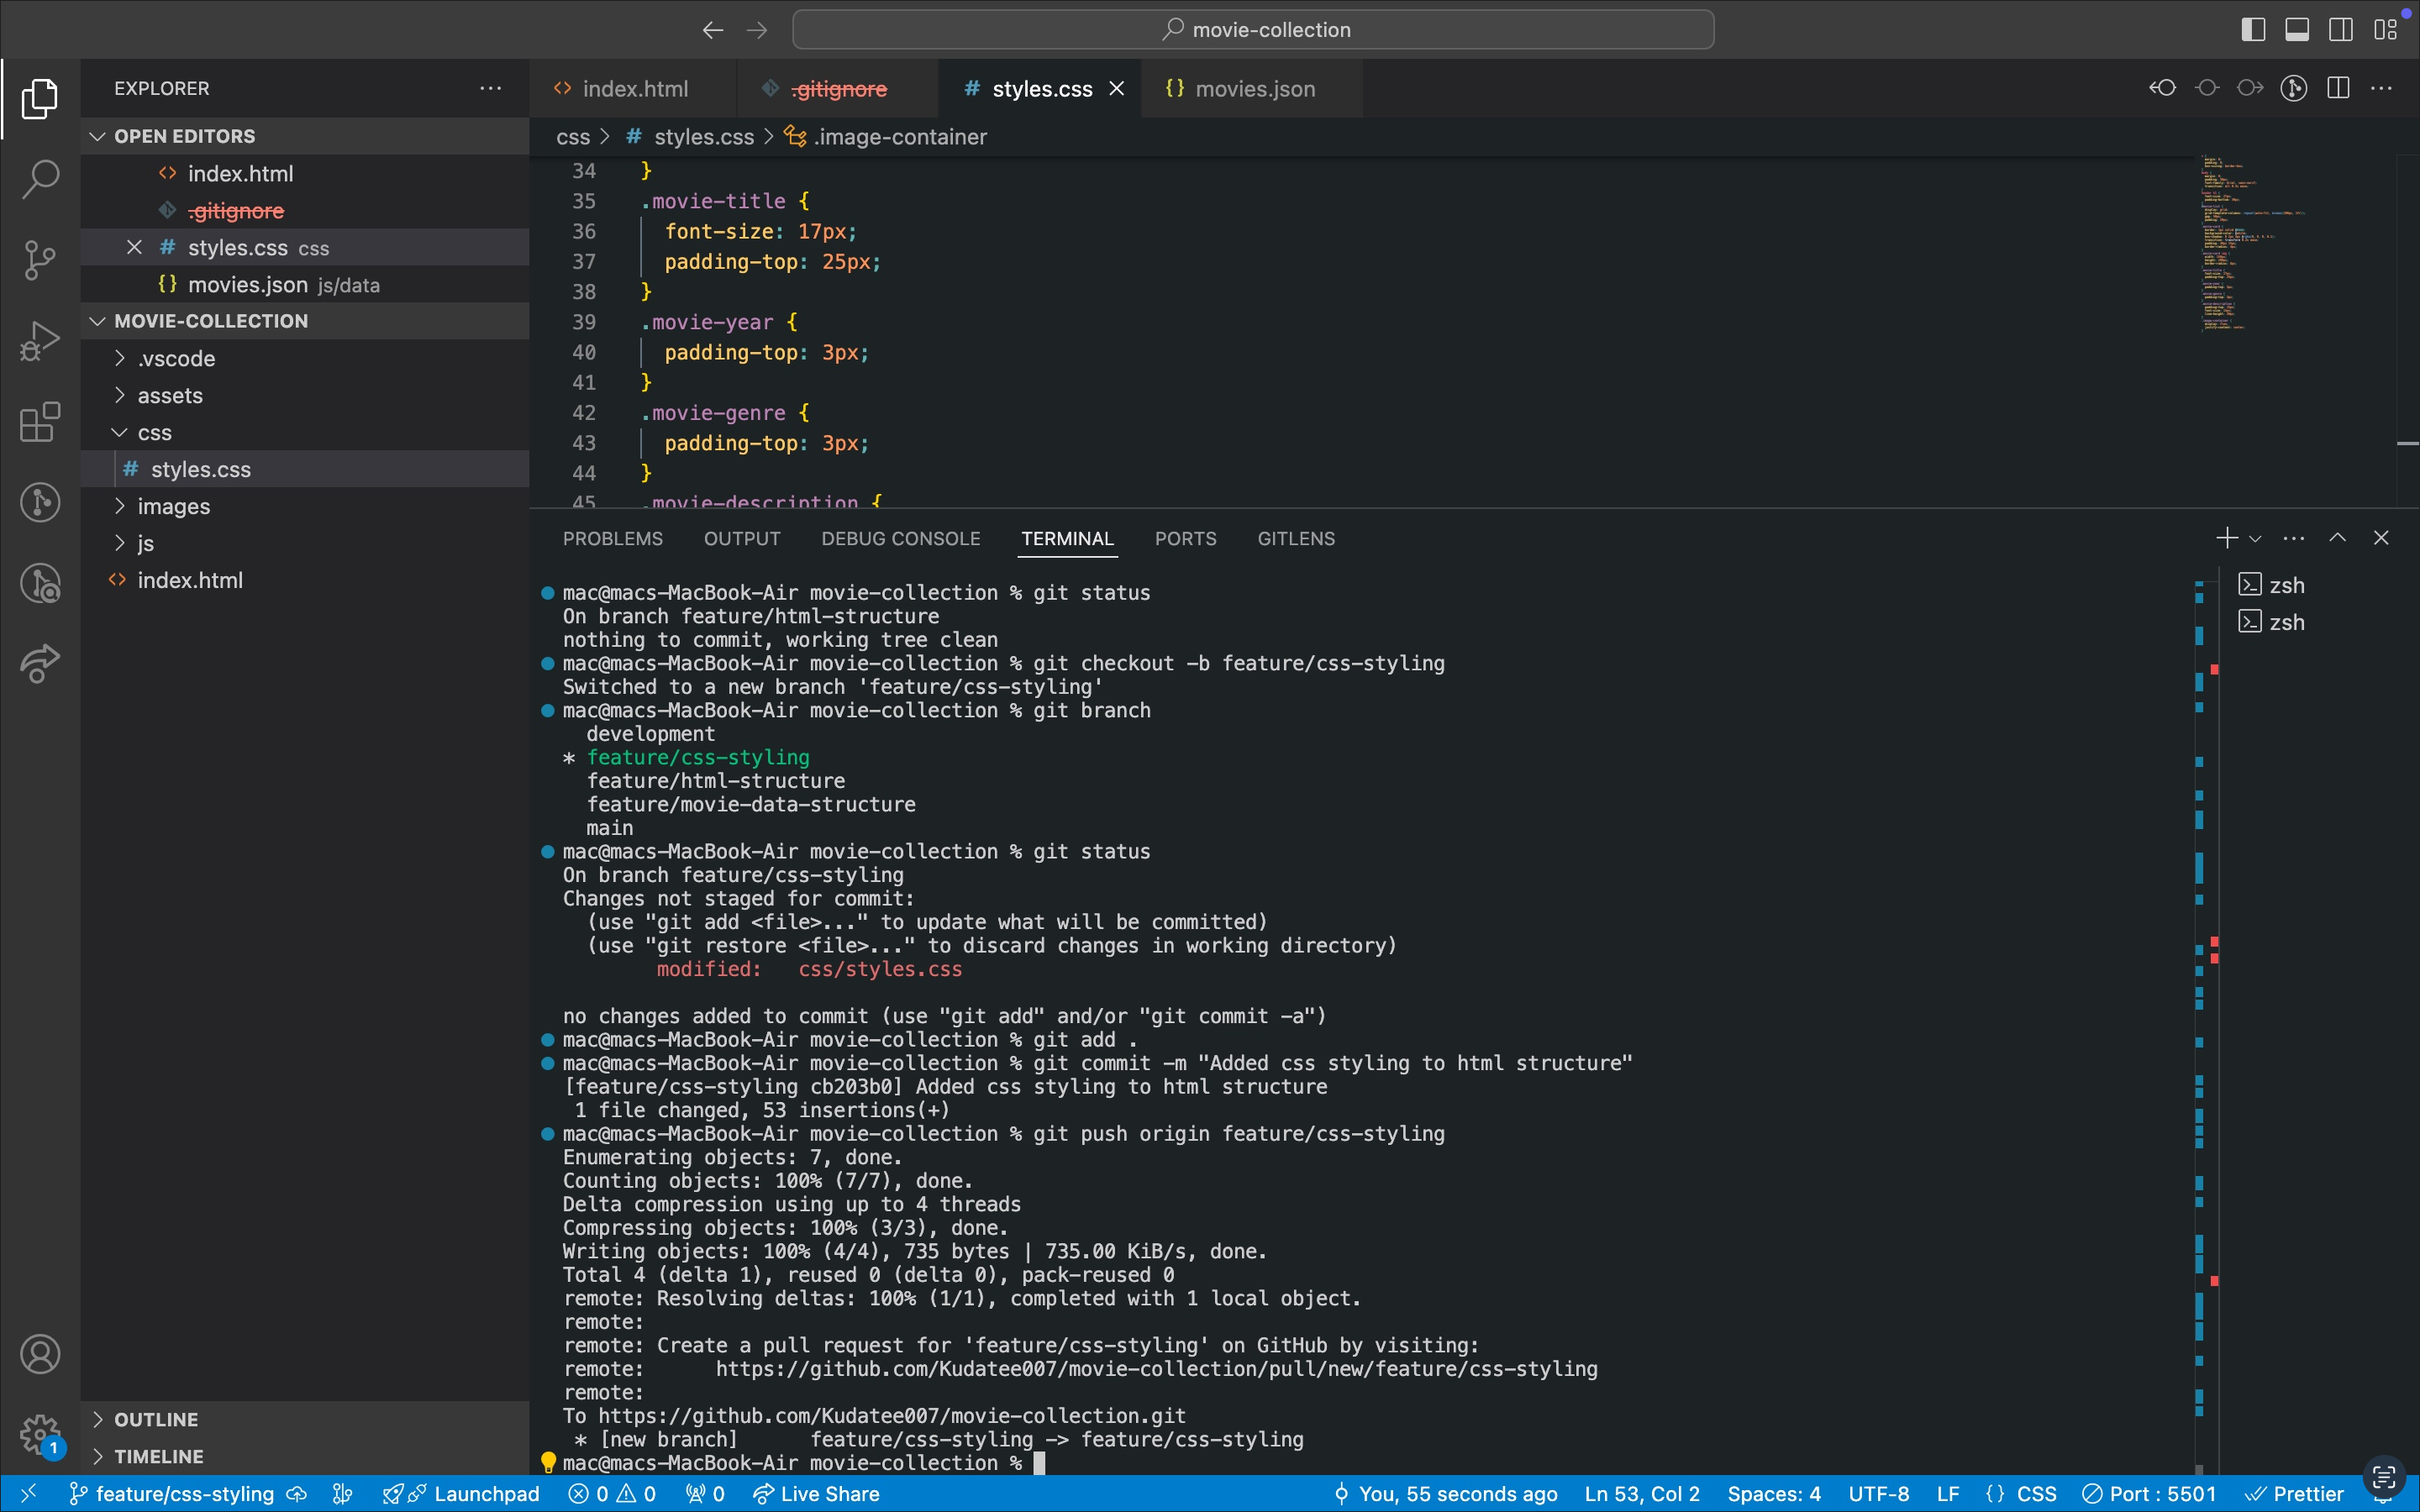 movie-collection
EXPLORER
index.html
.gitignore
styles.css
movies.json
OPEN EDITORS
index.html
.gitignore
styles.css css
movies.json js/data
MOVIE-COLLECTION
.vscode
assets
css
styles.css
images
js
index.html
OUTLINE
TIMELINE
css > # styles.css > .image-container
34 }
35 .movie-title {
36 font-size: 17px;
37 padding-top: 25px;
38 }
39 .movie-year {
40 padding-top: 3px;
41 }
42 .movie-genre {
43 padding-top: 3px;
44 }
45 .movie-description {
PROBLEMS OUTPUT DEBUG CONSOLE TERMINAL PORTS GITLENS
zsh
zsh
mac@macs-MacBook-Air movie-collection % git status
On branch feature/html-structure
nothing to commit, working tree clean
mac@macs-MacBook-Air movie-collection % git checkout -b feature/css-styling
Switched to a new branch 'feature/css-styling'
mac@macs-MacBook-Air movie-collection % git branch
development
* feature/css-styling
feature/html-structure
feature/movie-data-structure
main
mac@macs-MacBook-Air movie-collection % git status
On branch feature/css-styling
Changes not staged for commit:
(use "git add <file>..." to update what will be committed)
(use "git restore <file>..." to discard changes in working directory)
modified: css/styles.css
no changes added to commit (use "git add" and/or "git commit -a")
mac@macs-MacBook-Air movie-collection % git add .
mac@macs-MacBook-Air movie-collection % git commit -m "Added css styling to html structure"
[feature/css-styling cb203b0] Added css styling to html structure
1 file changed, 53 insertions(+)
mac@macs-MacBook-Air movie-collection % git push origin feature/css-styling
Enumerating objects: 7, done.
Counting objects: 100% (7/7), done.
Delta compression using up to 4 threads
Compressing objects: 100% (3/3), done.
Writing objects: 100% (4/4), 735 bytes | 735.00 KiB/s, done.
Total 4 (delta 1), reused 0 (delta 0), pack-reused 0
remote: Resolving deltas: 100% (1/1), completed with 1 local object.
remote:
remote: Create a pull request for 'feature/css-styling' on GitHub by visiting:
remote: https://github.com/Kudatee007/movie-collection/pull/new/feature/css-styling
remote:
To https://github.com/Kudatee007/movie-collection.git
* [new branch] feature/css-styling -> feature/css-styling
mac@macs-MacBook-Air movie-collection %
1
feature/css-styling Launchpad 0 0 0 Live Share You, 55 seconds ago Ln 53, Col 2 Spaces: 4 UTF-8 LF {} CSS Port : 5501 Prettier